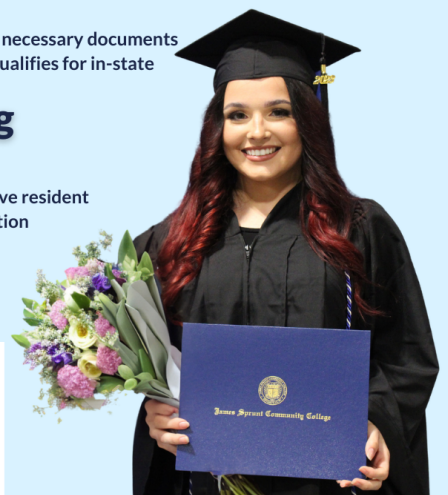 necessary documents
ualifies for in-state
g
ve resident
tion
James Sprunt Community College